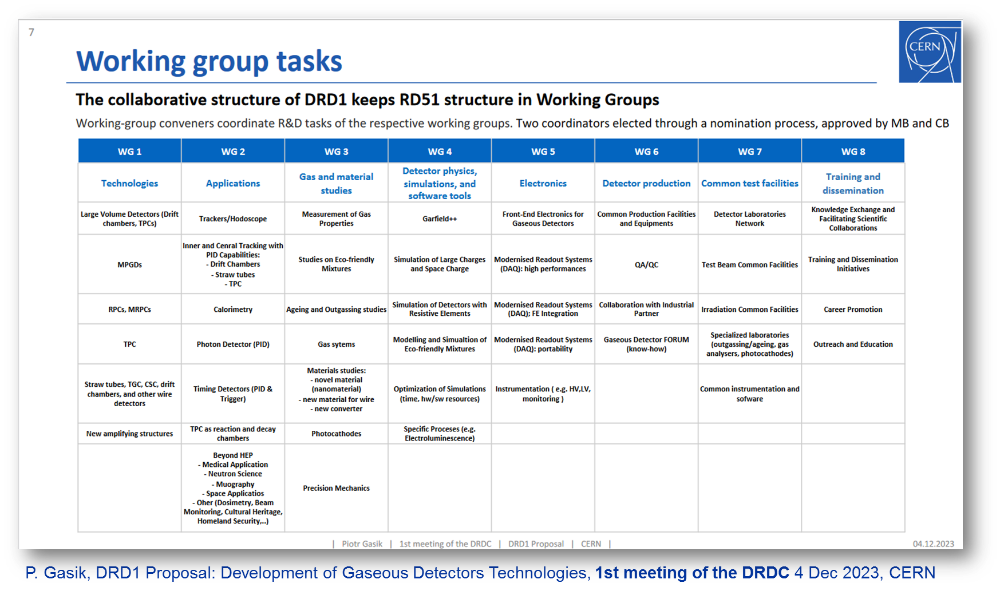 7
CERN
Working group tasks
The collaborative structure of DRD1 keeps RD51 structure in Working Groups
Working-group conveners coordinate R&D tasks of the respective working groups. Two coordinators elected through a nomination process, approved by MB and CB
WG 1
WG 2
WG 3
WG 4
WG 5
WG 6
WG 7
WG 8
Technologies
Applications
Gas and material
studies
Detector physics,
simulations, and
software tools
Electronics
Detector production
Common test facilities
Training and
dissemination
Large Volume Detectors (Drift
chambers, TPCs)
Trackers/Hodoscope
Measurement of Gas
Properties
Garfield++
Front-End Electronics for
Gaseous Detectors
Common Production Facilities
and Equipments
Detector Laboratories
Network
Knowledge Exchange and
Facilitating Scientific
Collaborations
MPGDs
Inner and Cenral Tracking with
PID Capabilities:
- Drift Chambers
- Straw tubes
- TPC
Studies on Eco-friendly
Mixtures
Simulation of Large Charges
and Space Charge
Modernised Readout Systems
(DAQ): high performances
QA/QC
Test Beam Common Facilities
Training and Dissemination
Initiatives
RPCs, MRPCs
Calorimetry
Ageing and Outgassing studies
Simulation of Detectors with
Resistive Elements
Modernised Readout Systems
(DAQ); FE Integration
Collaboration with Industrial
Partner
Irradiation Common Facilities
Career Promotion
TPC
Photon Detector (PID)
Gas sytems
Modelling and Simualtion of
Eco-friendly Mixtures
Modernised Readout Systems
(DAQ): portability
Gaseous Detector FORUM
(know-how)
Specialized laboratories
(outgassing/ageing, gas
analysers, photocathodes)
Outreach and Education
Straw tubes, TGC, CSC, drift
chambers, and other wire
detectors
Timing Detectors (PID &
Trigger)
Materials studies:
- novel material
(nanomaterial)
- new material for wire
- new converter
Optimization of Simulations
(time, hw/sw resources)
Instrumentation ( e.g. HV,LV,
monitoring )
Common instrumentation and
sofware
New amplifying structures
TPC as reaction and decay
chambers
Photocathodes
Specific Proceses (e.g.
Electroluminescence)
Beyond HEP
- Medical Application
- Neutron Science
- Muography
- Space Applicatios
- Oher (Dosimetry, Beam
Monitoring, Cultural Heritage,
Homeland Security,..)
Precision Mechanics
| Piotr Gasik | 1st meeting of the DRDC | DRD1 Proposal | CERN |
04.12.2023
P. Gasik, DRD1 Proposal: Development of Gaseous Detectors Technologies, 1st meeting of the DRDC 4 Dec 2023, CERN